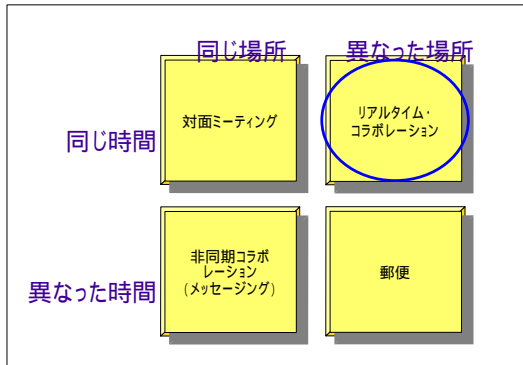 同じ場所
異なった場所
同じ時間
対面ミーティング
リアルタイム・
コラボレーション
異なった時間
非同期コラボ
レーション
(メッセージング)
郵便